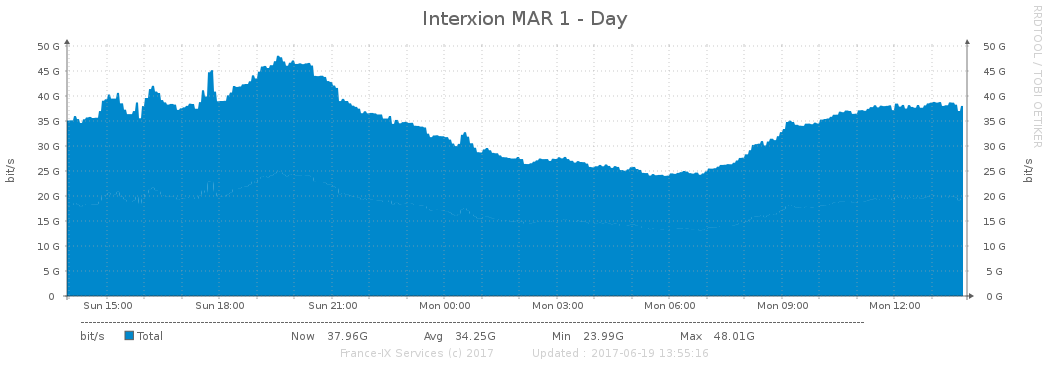 Interxion MAR 1 - Day
RRDTOOL / TOBI OETIKER
50 G 50 G
45 G 45 G
40 G 40 G
35 G 35 G
30 G 30 G
25 G 25 G
20 G 20 G
15 G 15 G
10 G 10 G
5 G 5 G
0 0 G
bit/s bit/s
Sun 15:00 Sun 18:00 Sun 21:00 Mon 00:00 Mon 03:00 Mon 06:00 Mon 09:00 Mon 12:00
bit/s Total Now 37.96G Avg 34.25G Min 23.99G Max 48.01G
France-IX Services (c) 2017 Updated : 2017-06-19 13:55:16